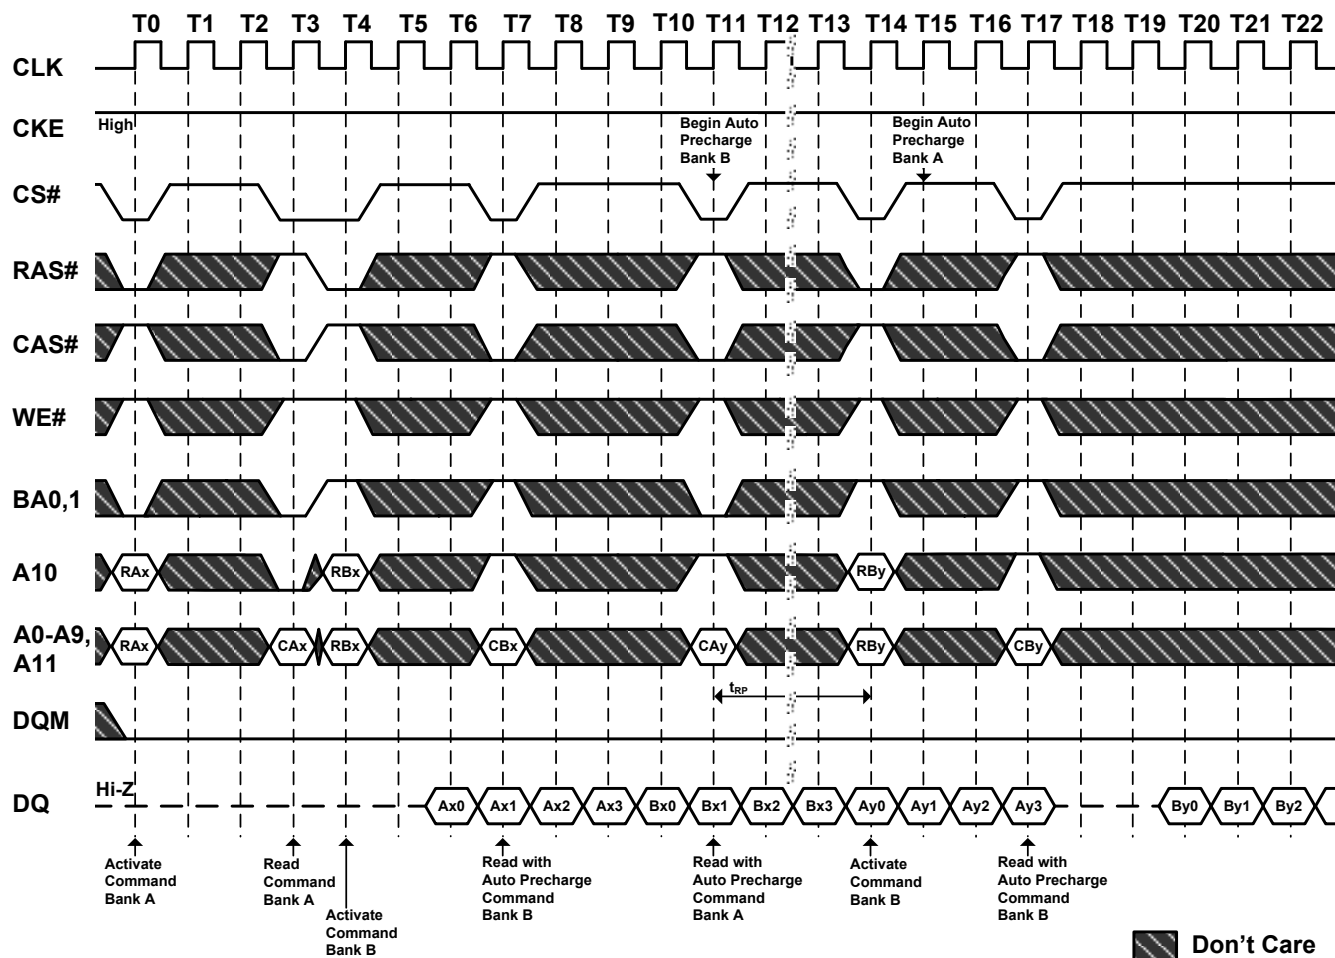 T0 T1 T2 T3 T4 T5 T6 T7 T8 T9 T10 T11 T12 T13 T14 T15 T16 T17 T18 T19 T20 T21 T22
CLK
CKE
High
Begin Auto
Precharge
Bank B
Begin Auto
Precharge
Bank A
CS#
RAS#
CAS#
WE#
BA0,1
A10
RAx RBx RBy
A0-A9,
A11
RAx CAx RBx CBx CAy RBy CBy
tRP
DQM
DQ
Hi-Z
Ax0 Ax1 Ax2 Ax3 Bx0 Bx1 Bx2 Bx3 Ay0 Ay1 Ay2 Ay3 By0 By1 By2
Activate
Command
Bank A
Read
Command
Bank A
Activate
Command
Bank B
Read with
Auto Precharge
Command
Bank B
Read with
Auto Precharge
Command
Bank A
Activate
Command
Bank B
Read with
Auto Precharge
Command
Bank B
Don't Care